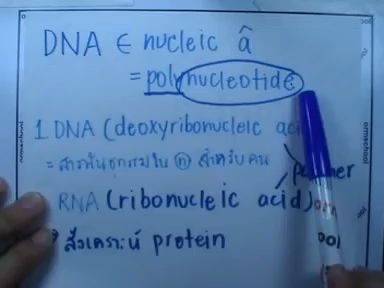 DNA ∈ nucleic â
= polynucleotide
1 DNA (deoxyribonucleic aci
= สารพันธุกรรมใน ⓝ สำหรับคน
polymer
RNA (ribonucleic acid)
สังเคราะห์ protein
omschool